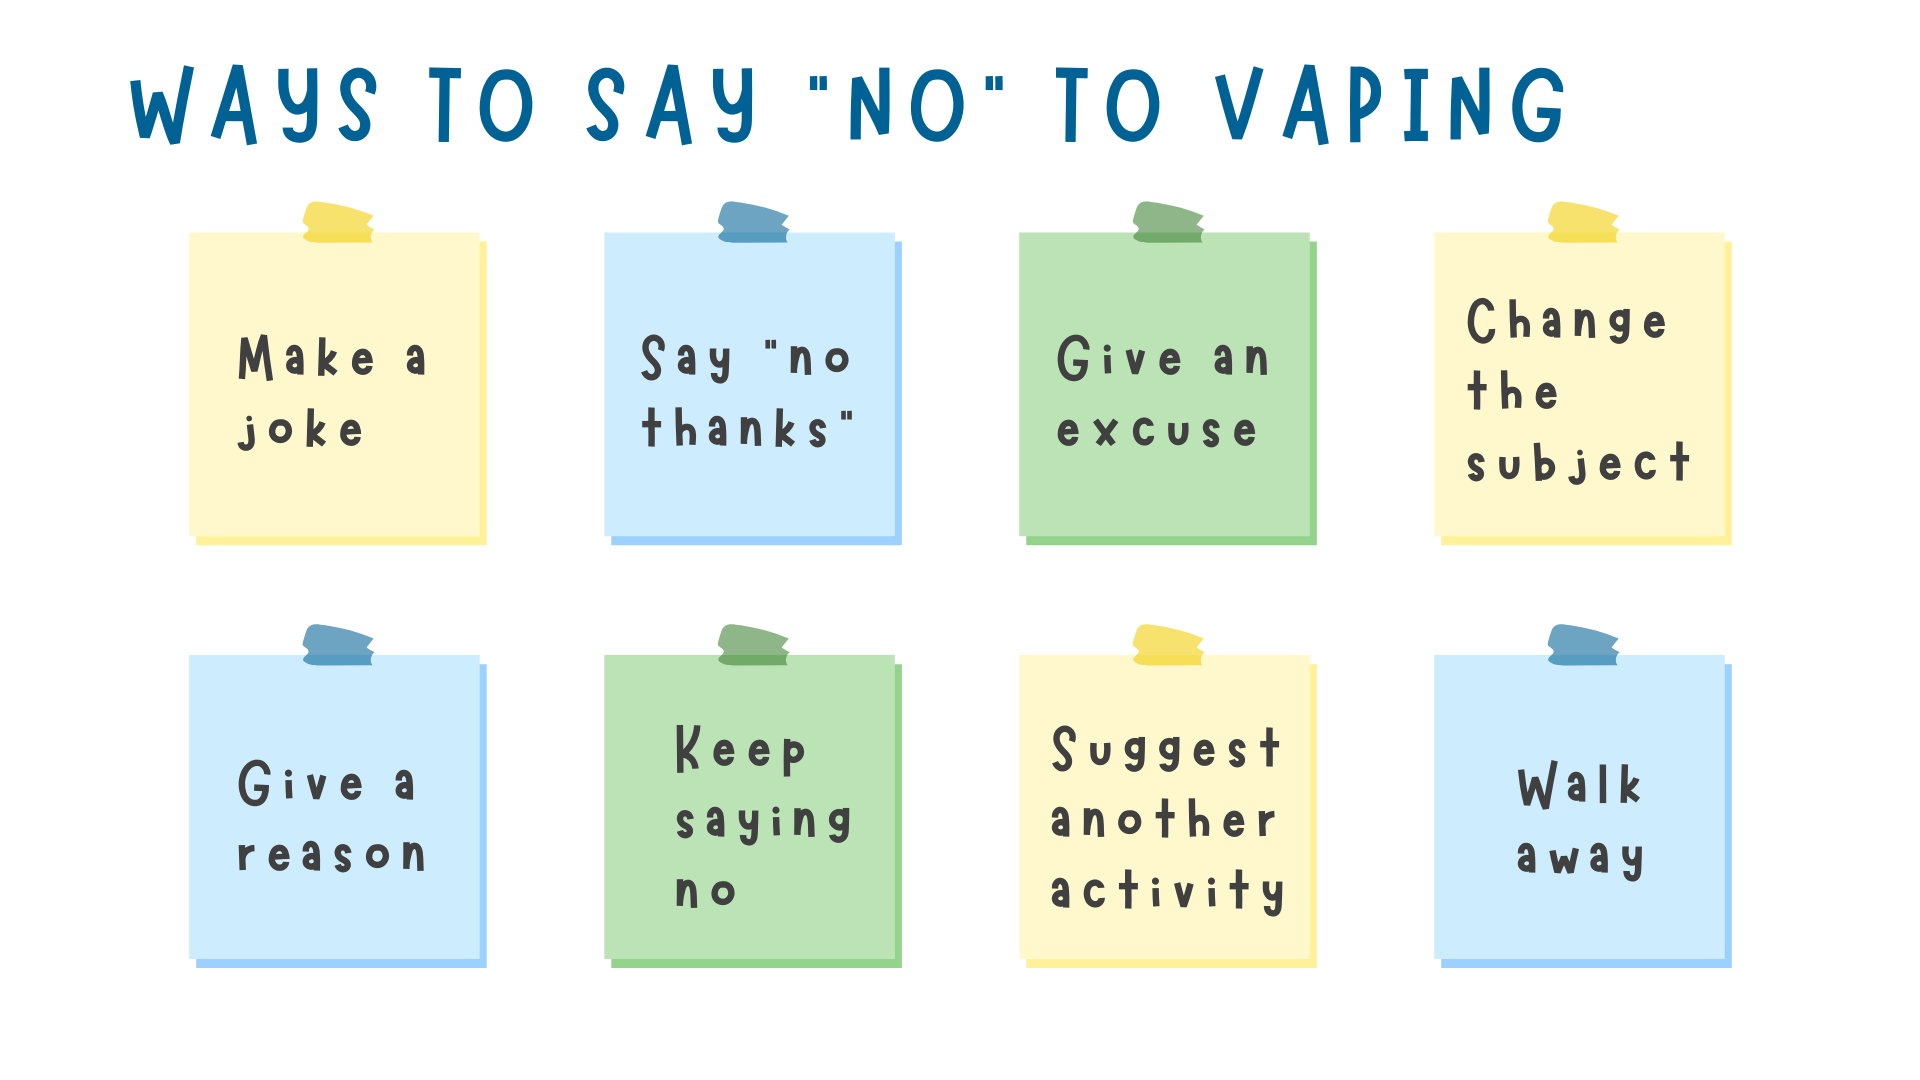 WAYS TO SAY "NO" TO VAPING
Make a
joke
Say "no
thanks"
Give an
excuse
Change
the
subject
Give a
reason
Keep
saying
no
Suggest
another
activity
Walk
away